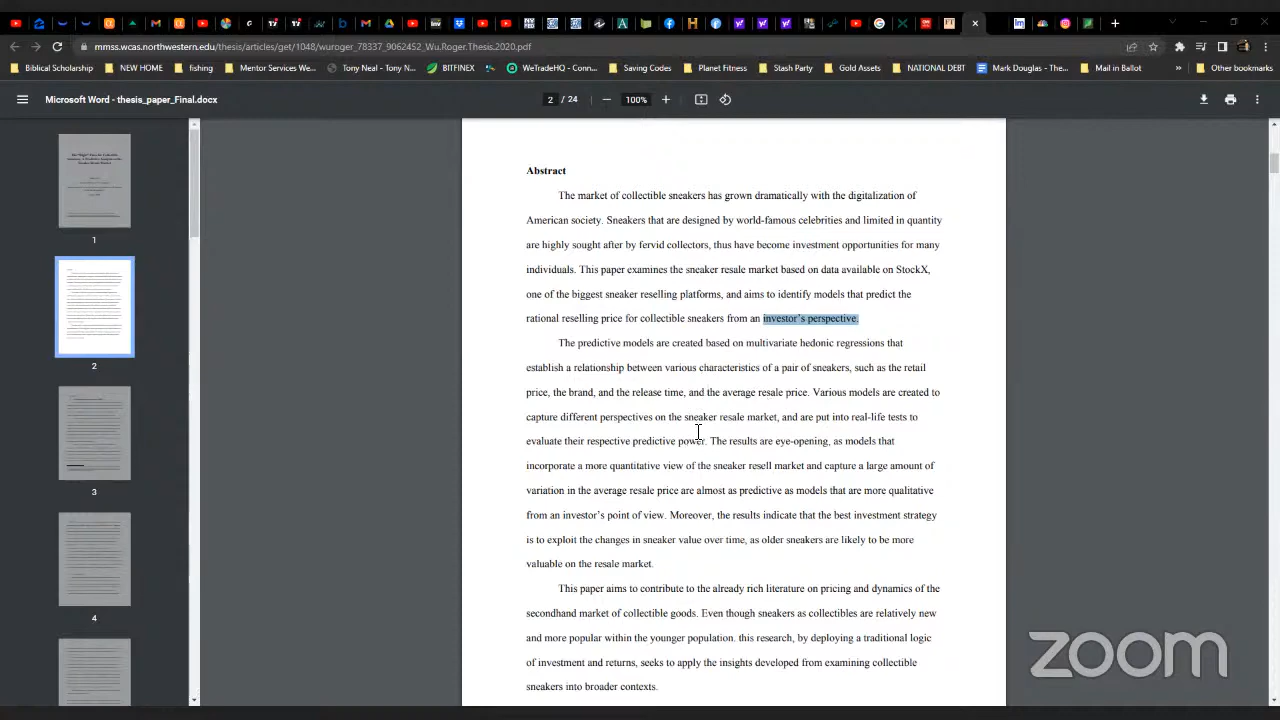 mmss.wcas.northwestern.edu/thesis/articles/get/1048/wuroger_78337_9062452_Wu.Roger.Thesis.2020.pdf
Biblical Scholarship NEW HOME fishing Mentor Services We... Tony Neal - Tony N... BITFINEX WeTradeHQ - Conn... Saving Codes Planet Fitness Stash Party Gold Assets NATIONAL DEBT Mark Douglas - The... Mail in Ballot » Other bookmarks
Microsoft Word - thesis_paper_Final.docx 2 / 24 100%
1
2
3
4
Abstract
The market of collectible sneakers has grown dramatically with the digitalization of
American society. Sneakers that are designed by world-famous celebrities and limited in quantity
are highly sought after by fervid collectors, thus have become investment opportunities for many
individuals. This paper examines the sneaker resale market based on data available on StockX,
one of the biggest sneaker reselling platforms, and aims to identify models that predict the
rational reselling price for collectible sneakers from an investor's perspective.
The predictive models are created based on multivariate hedonic regressions that
establish a relationship between various characteristics of a pair of sneakers, such as the retail
price, the brand, and the release time, and the average resale price. Various models are created to
capture different perspectives on the sneaker resale market, and are put into real-life tests to
evaluate their respective predictive power. The results are eye-opening, as models that
incorporate a more quantitative view of the sneaker resell market and capture a large amount of
variation in the average resale price are almost as predictive as models that are more qualitative
from an investor's point of view. Moreover, the results indicate that the best investment strategy
is to exploit the changes in sneaker value over time, as older sneakers are likely to be more
valuable on the resale market.
This paper aims to contribute to the already rich literature on pricing and dynamics of the
secondhand market of collectible goods. Even though sneakers as collectibles are relatively new
and more popular within the younger population. this research, by deploying a traditional logic
of investment and returns, seeks to apply the insights developed from examining collectible
sneakers into broader contexts.
zoom